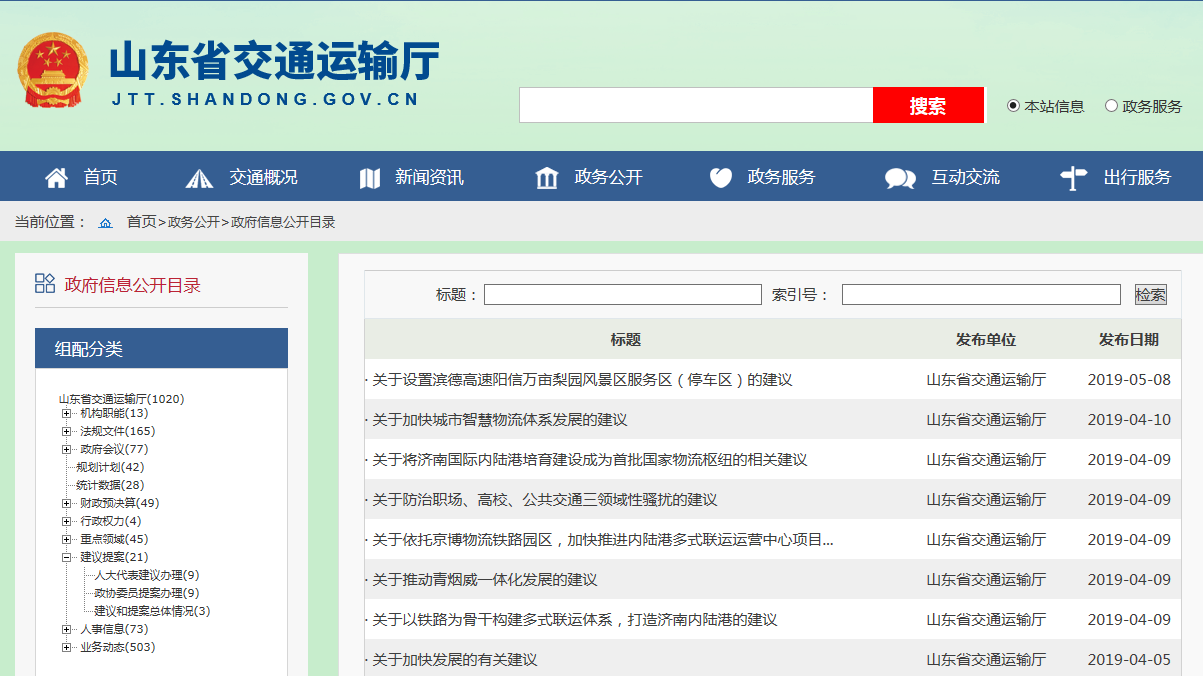 山东省交通运输厅
JTT.SHANDONG.GOV.CN
搜索 本站信息 政务服务
首页 交通概况 新闻资讯 政务公开 政务服务 互动交流 出行服务
当前位置： 首页>政务公开>政府信息公开目录
政府信息公开目录
组配分类
山东省交通运输厅(1020)
机构职能(13)
法规文件(165)
政府会议(77)
规划计划(42)
统计数据(28)
财政预决算(49)
行政权力(4)
重点领域(45)
建议提案(21)
人大代表建议办理(9)
政协委员提案办理(9)
建议和提案总体情况(3)
人事信息(73)
业务动态(503)
标题： 索引号： 检索
标题 发布单位 发布日期
· 关于设置滨德高速阳信万亩梨园风景区服务区（停车区）的建议 山东省交通运输厅 2019-05-08
· 关于加快城市智慧物流体系发展的建议 山东省交通运输厅 2019-04-10
· 关于将济南国际内陆港培育建设成为首批国家物流枢纽的相关建议 山东省交通运输厅 2019-04-09
· 关于防治职场、高校、公共交通三领域性骚扰的建议 山东省交通运输厅 2019-04-09
· 关于依托京博物流铁路园区，加快推进内陆港多式联运运营中心项目... 山东省交通运输厅 2019-04-09
· 关于推动青烟威一体化发展的建议 山东省交通运输厅 2019-04-09
· 关于以铁路为骨干构建多式联运体系，打造济南内陆港的建议 山东省交通运输厅 2019-04-09
· 关于加快发展的有关建议 山东省交通运输厅 2019-04-05